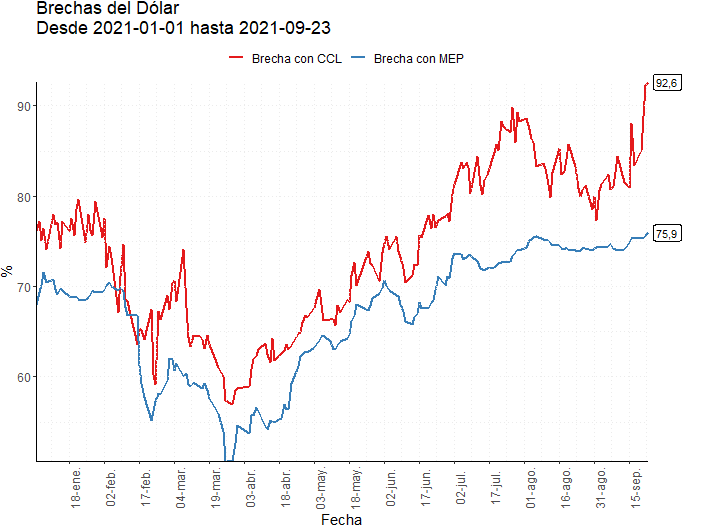 Brechas del Dólar
Desde 2021-01-01 hasta 2021-09-23
Brecha con CCL
Brecha con MEP
92,6
90
80
75,9
70
60
%
18-ene.
02-feb.
17-feb.
04-mar.
19-mar.
03-abr.
18-abr.
03-may.
18-may.
02-jun.
17-jun.
02-jul.
17-jul.
01-ago.
16-ago.
31-ago.
15-sep.
Fecha